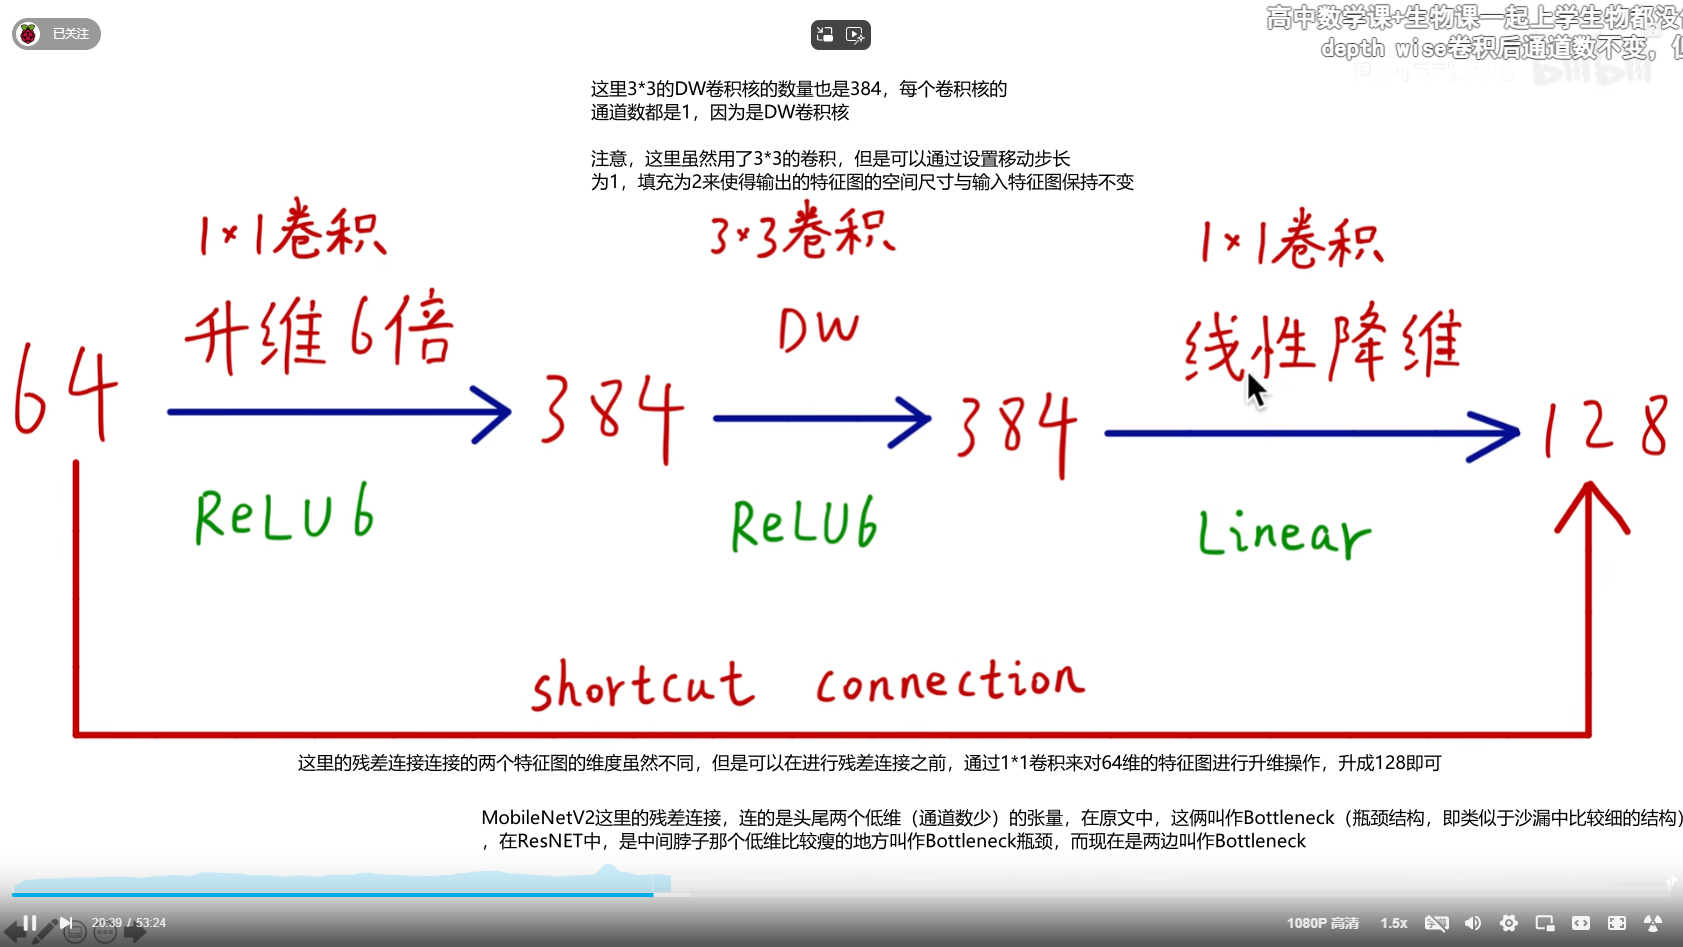 已关注
高中数学课+生物课一起上学生物都没
depth wise卷积后通道数不变，
这里3*3的DW卷积核的数量也是384，每个卷积核的
通道数都是1，因为是DW卷积核
注意，这里虽然用了3*3的卷积，但是可以通过设置移动步长
为1，填充为2来使得输出的特征图的空间尺寸与输入特征图保持不变
1×1卷积
3×3卷积
1×1卷积
升维6倍
DW
线性降维
64
384
384
128
ReLU6
ReLU6
Linear
shortcut connection
这里的残差连接连接的两个特征图的维度虽然不同，但是可以在进行残差连接之前，通过1*1卷积来对64维的特征图进行升维操作，升成128即可
MobileNetV2这里的残差连接，连的是头尾两个低维（通道数少）的张量，在原文中，这俩叫作Bottleneck（瓶颈结构，即类似于沙漏中比较细的结构）
，在ResNET中，是中间脖子那个低维比较瘦的地方叫作Bottleneck瓶颈，而现在是两边叫作Bottleneck
20:39 / 53:24
1080P 高清
1.5x